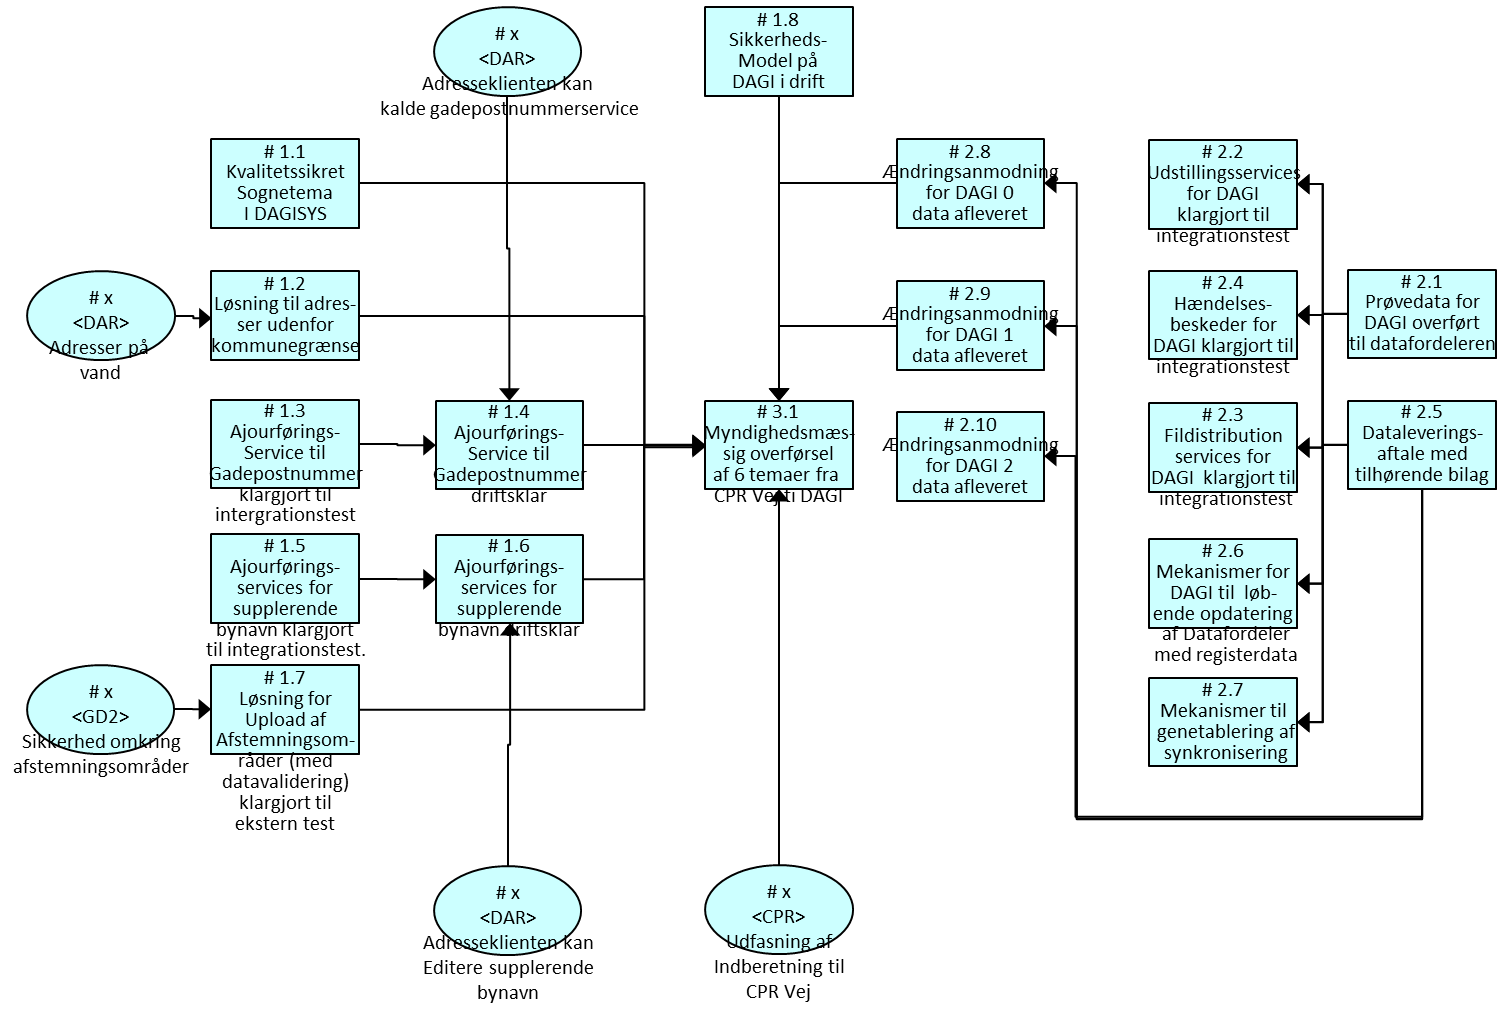 # x
<DAR>
Adresseklienten kan
kalde gadepostnummerservice
# 1.8
Sikkerheds-
Model på
DAGI i drift
# 1.1
Kvalitetssikret
Sognetema
I DAGISYS
# 2.8
Ændringsanmodning
for DAGI 0
data afleveret
# 2.2
Udstillingsservices
for DAGI
klargjort til
integrationstest
# x
<DAR>
Adresser på
vand
# 1.2
Løsning til adres-
ser udenfor
kommunegrænse
# 2.9
Ændringsanmodning
for DAGI 1
data afleveret
# 2.4
Hændelses-
beskeder for
DAGI klargjort til
integrationstest
# 2.1
Prøvedata for
DAGI overført
til datafordeleren
# 1.3
Ajourførings-
Service til
Gadepostnummer
klargjort til
intergrationstest
# 1.4
Ajourførings-
Service til
Gadepostnummer
driftsklar
# 3.1
Myndighedsmæs-
sig overførsel
af 6 temaer fra
CPR Vej ti DAGI
# 2.10
Ændringsanmodning
for DAGI 2
data afleveret
# 2.3
Fildistribution
services for
DAGI klargjort til
integrationstest
# 2.5
Dataleverings-
aftale med
tilhørende bilag
# 1.5
Ajourførings-
services for
supplerende
bynavn klargjort
til integrationstest.
# 1.6
Ajourførings-
services for
supplerende
bynavn driftsklar
# 2.6
Mekanismer for
DAGI til løb-
ende opdatering
af Datafordeler
med registerdata
# x
<GD2>
Sikkerhed omkring
afstemningsområder
# 1.7
Løsning for
Upload af
Afstemningsom-
råder (med
datavalidering)
klargjort til
ekstern test
# 2.7
Mekanismer til
genetablering af
synkronisering
# x
<DAR>
Adresseklienten kan
Editere supplerende
bynavn
# x
<CPR>
Udfasning af
Indberetning til
CPR Vej